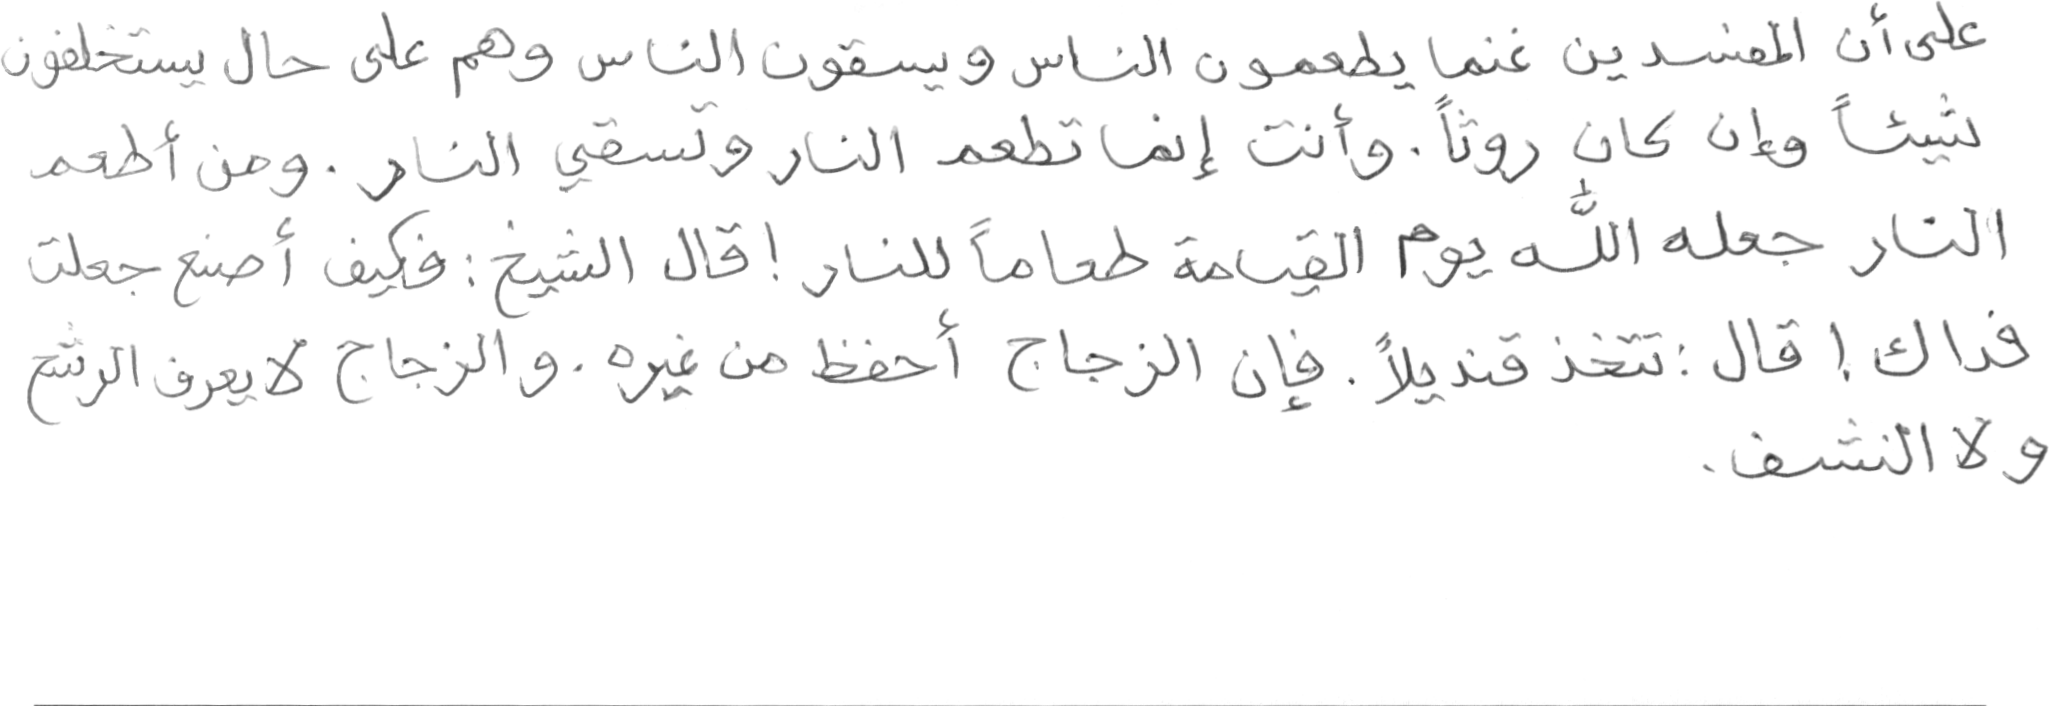 على أن المفسدين غنما يطعمون الناس ويسقون الناس وهم على حال يستخلفون
شيئاً وإن كان روثاً. وأنت إنما تطعم النار وتسقي النار. ومن أطعم
النار جعله الله يوم القيامة طعاماً للنار! قال الشيخ: فكيف أصنع جعلت
فداك! قال: تتخذ قنديلاً. فإن الزجاج أحفظ من غيره. والزجاج لا يعرف الرشح
ولا النشف.